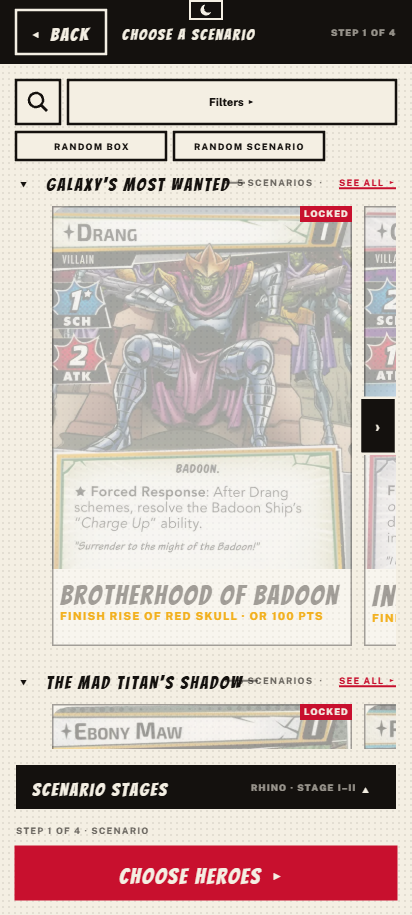 ◂ BACK
CHOOSE A SCENARIO
STEP 1 OF 4
Filters ▸
RANDOM BOX
RANDOM SCENARIO
▾ GALAXY'S MOST WANTED
5 SCENARIOS ·
SEE ALL ▸
LOCKED
DRANG
VILLAIN
1
SCH
2
ATK
BADOON.
★ Forced Response: After Drang
schemes, resolve the Badoon Ship's
"Charge Up" ability.
"Surrender to the might of the Badoon!"
BROTHERHOOD OF BADOON
FINISH RISE OF RED SKULL · OR 100 PTS
›
IN
FIN
▾ THE MAD TITAN'S SHADOW
SCENARIOS ·
SEE ALL ▸
LOCKED
EBONY MAW
SCENARIO STAGES
RHINO · STAGE I–II ▲
STEP 1 OF 4 · SCENARIO
CHOOSE HEROES ▸